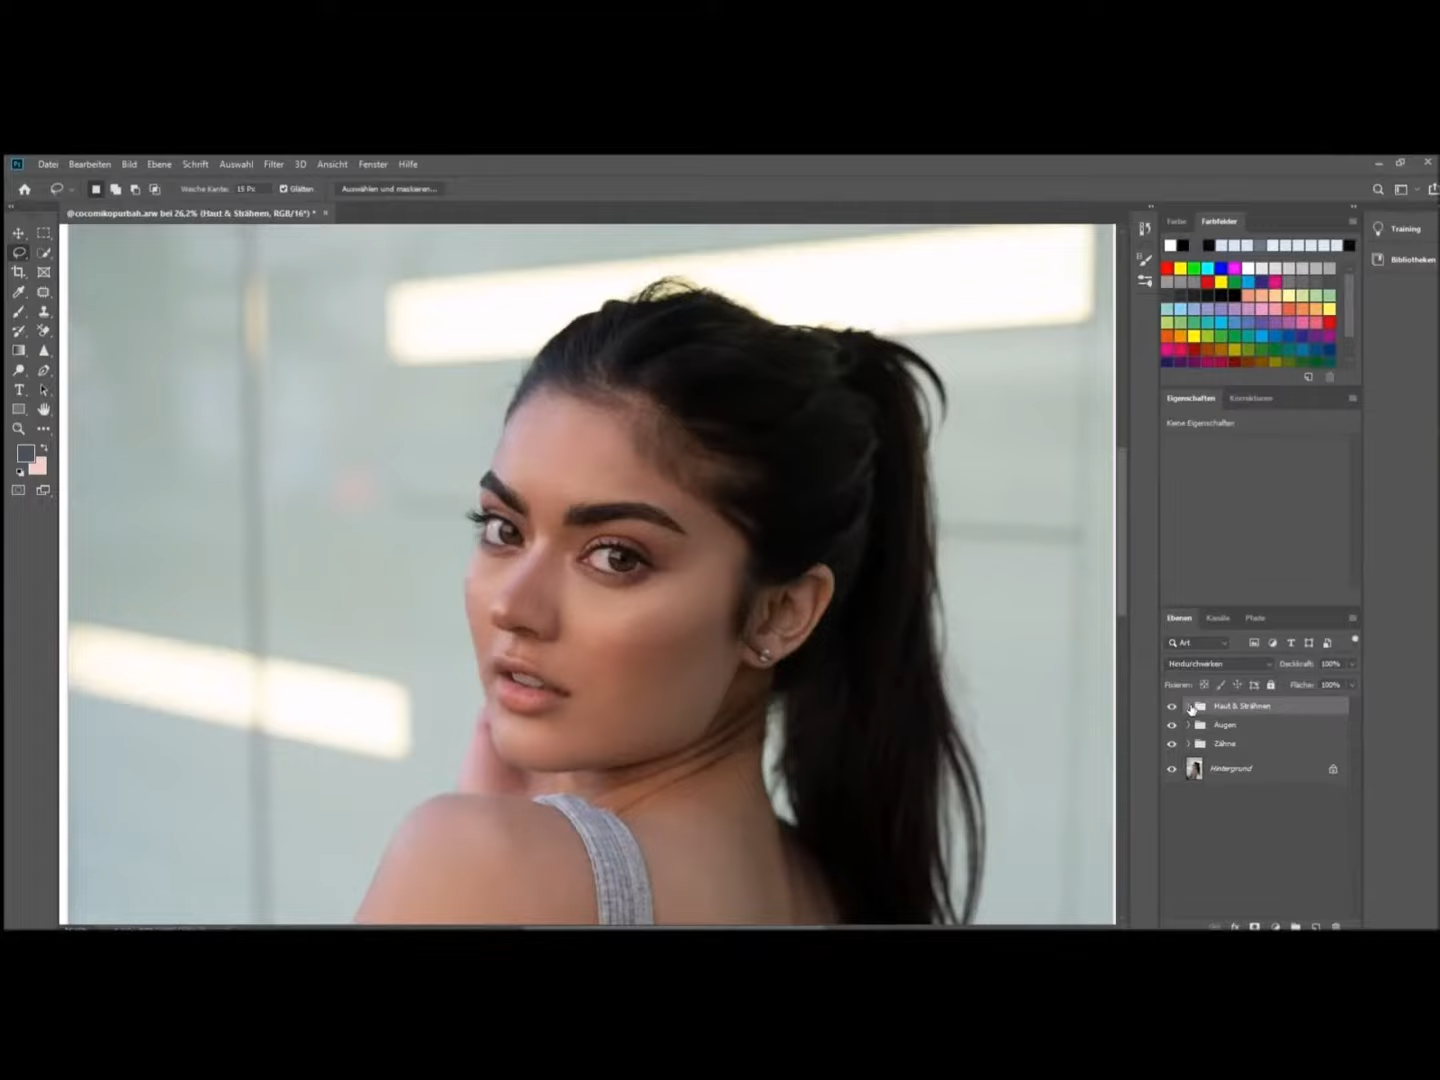 Ps Datei Bearbeiten Bild Ebene Schrift Auswahl Filter 3D Ansicht Fenster Hilfe
Weiche Kante: 15 Px Glätten Auswählen und maskieren...
@cocomikopurbah.arw bei 26,2% (Haut & Strähnen, RGB/16*) *
Farbe Farbfelder
Training
Bibliotheken
Eigenschaften Korrekturen
Keine Eigenschaften
Ebenen Kanäle Pfade
Art
Hindurchwirken Deckkraft: 100%
Fixieren: Fläche: 100%
Haut & Strähnen
Augen
Zähne
Hintergrund